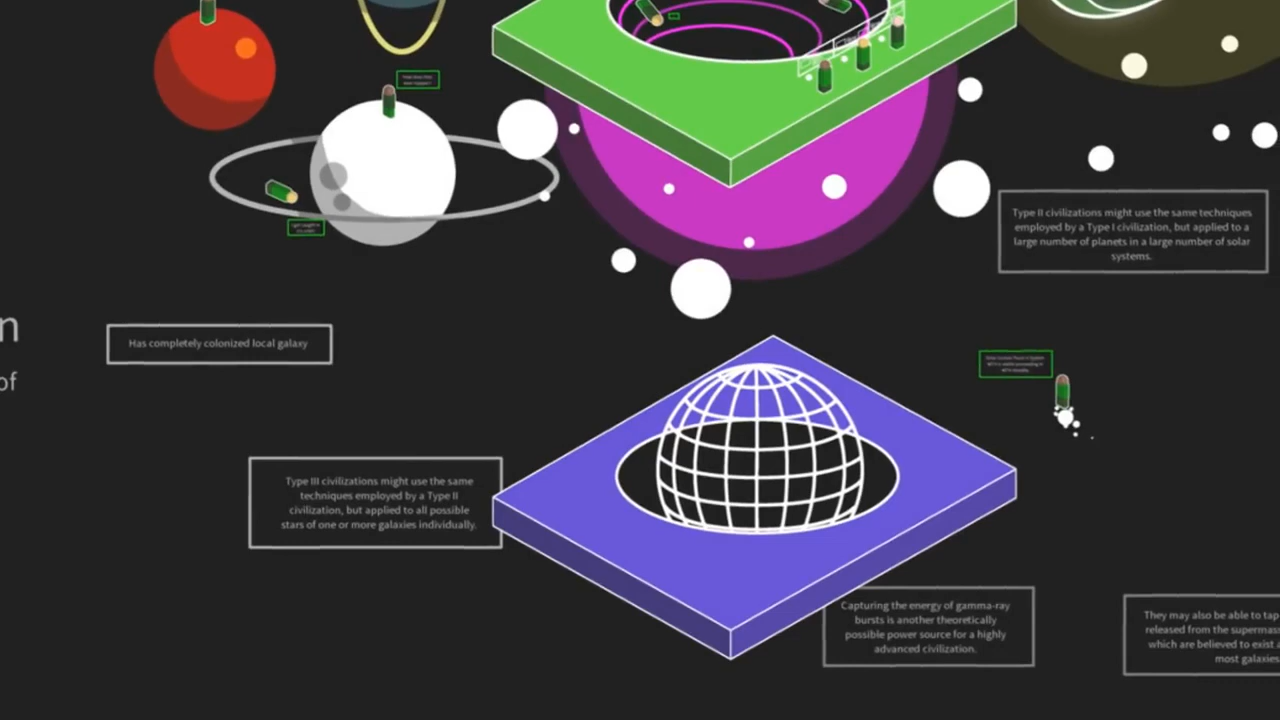 Type II civilizations might use the same techniques
employed by a Type I civilization, but applied to a
large number of planets in a large number of solar
systems.
n
of
Has completely colonized local galaxy
Type III civilizations might use the same
techniques employed by a Type II
civilization, but applied to all possible
stars of one or more galaxies individually.
Capturing the energy of gamma-ray
bursts is another theoretically
possible power source for a highly
advanced civilization.
They may also be able to tap
released from the supermass
which are believed to exist a
most galaxies